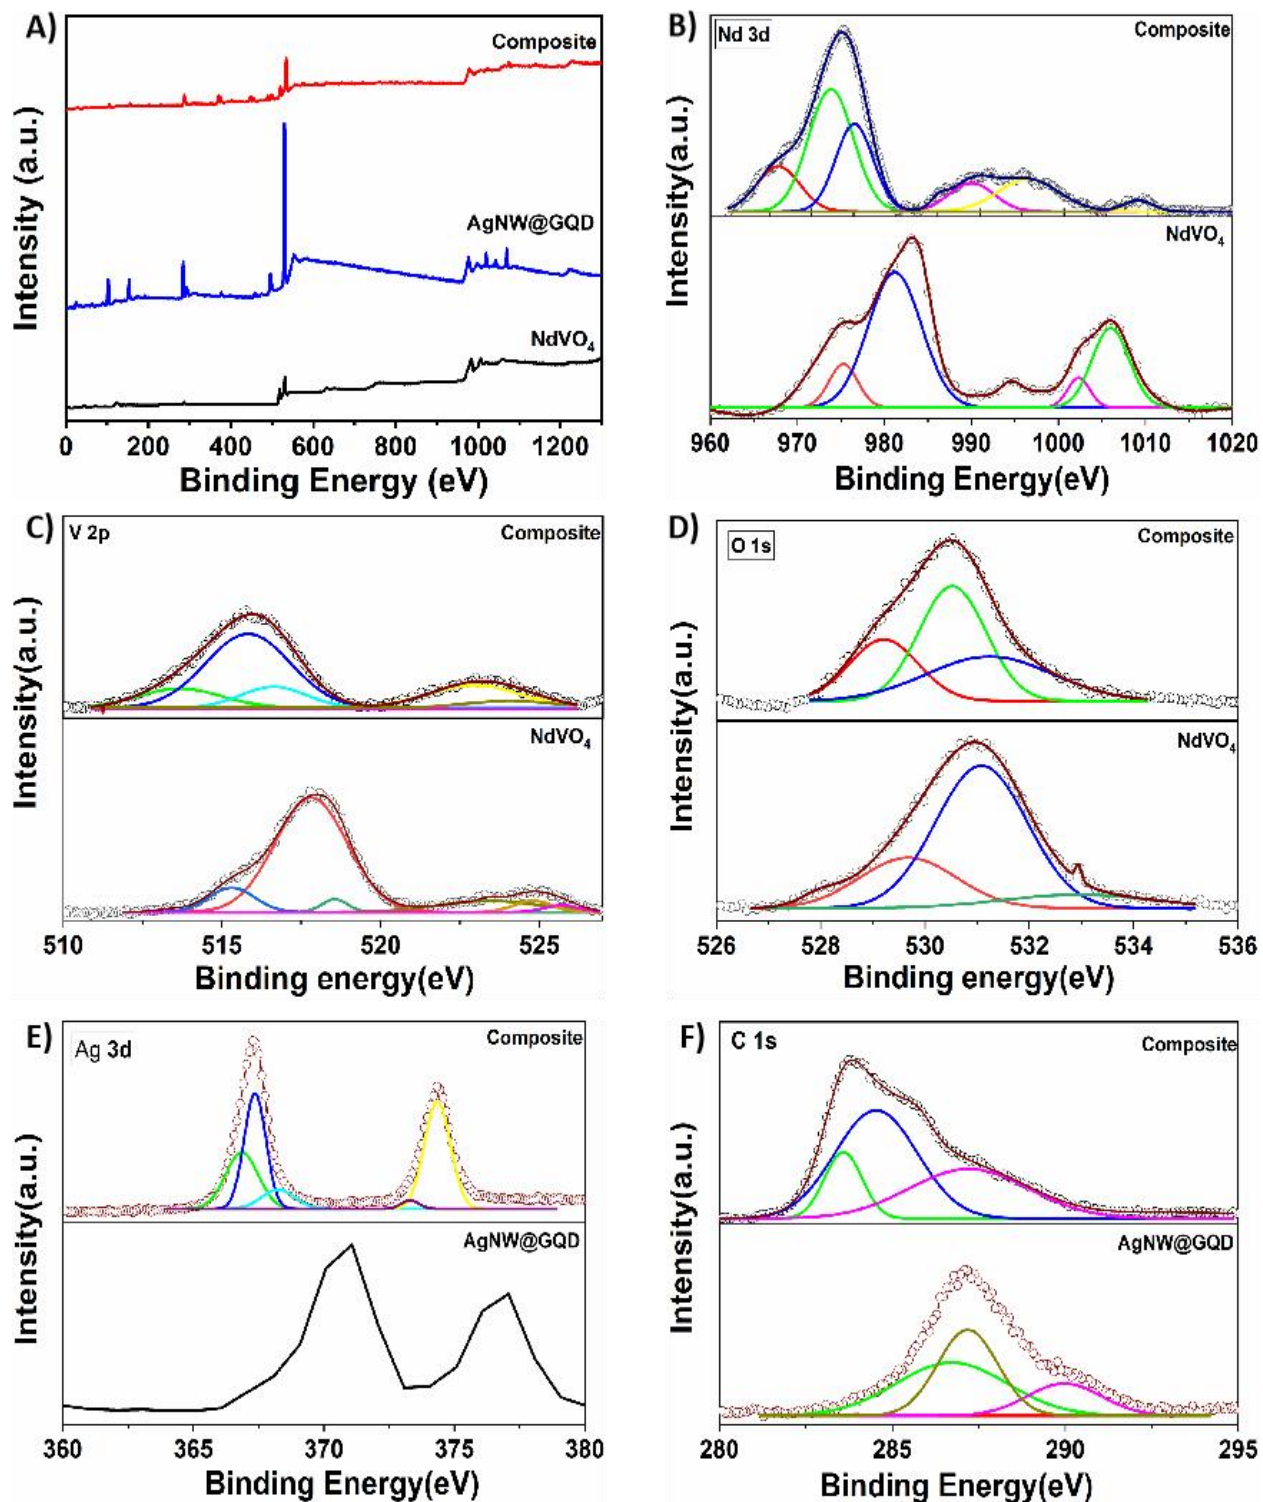 A)
Composite
AgNW@GQD
NdVO4
Intensity (a.u.)
0 200 400 600 800 1000 1200
Binding Energy (eV)
B)
Nd 3d
Composite
NdVO4
Intensity(a.u.)
960 970 980 990 1000 1010 1020
Binding Energy(eV)
C)
V 2p
Composite
NdVO4
Intensity(a.u.)
510 515 520 525
Binding energy(eV)
D)
O 1s
Composite
NdVO4
Intensity(a.u.)
526 528 530 532 534 536
Binding energy(eV)
E)
Ag 3d
Composite
AgNW@GQD
Intensity(a.u.)
360 365 370 375 380
Binding Energy(eV)
F)
C 1s
Composite
AgNW@GQD
Intensity(a.u.)
280 285 290 295
Binding Energy(eV)